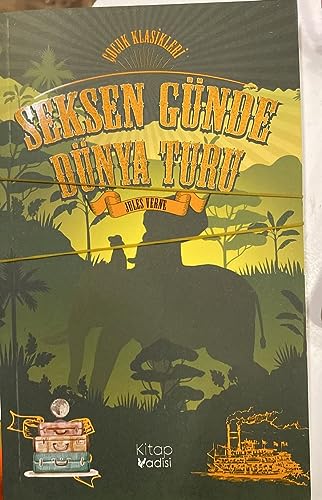 ÇOCUK KLASİKLERİ
SEKSEN GÜNDE
DÜNYA TURU
JULES VERNE
Kitap
Vadisi